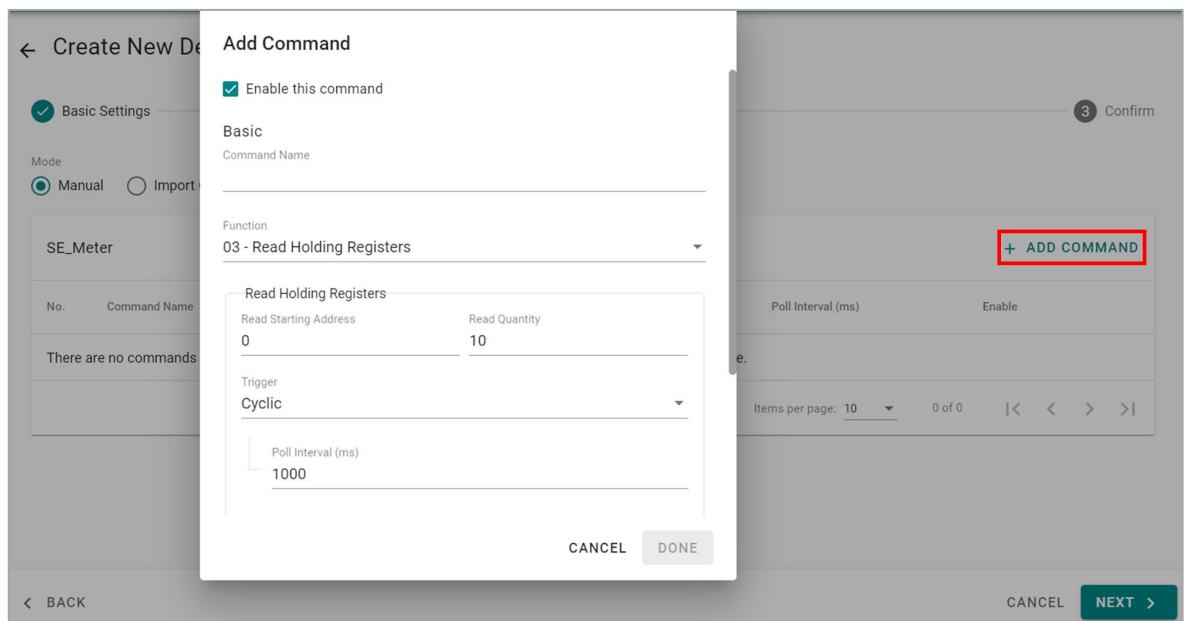 Create New De
Basic Settings
3 Confirm
Mode
Manual Import
SE_Meter
+ ADD COMMAND
No. Command Name Poll Interval (ms) Enable
There are no commands e.
Items per page: 10 0 of 0
Add Command
Enable this command
Basic
Command Name
Function
03 - Read Holding Registers
Read Holding Registers
Read Starting Address Read Quantity
0 10
Trigger
Cyclic
Poll Interval (ms)
1000
CANCEL DONE
BACK CANCEL NEXT